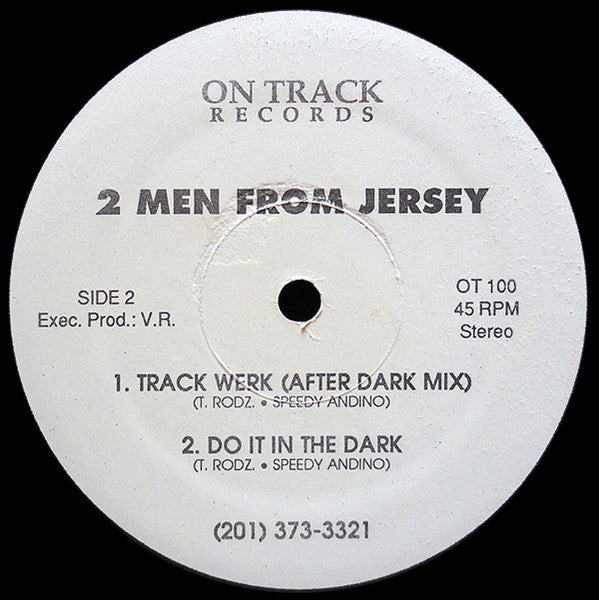 ON TRACK
RECORDS
2 MEN FROM JERSEY
SIDE 2
Exec. Prod.: V.R.
OT 100
45 RPM
Stereo
1. TRACK WERK (AFTER DARK MIX)
(T. RODZ. • SPEEDY ANDINO)
2. DO IT IN THE DARK
(T. RODZ. • SPEEDY ANDINO)
(201) 373-3321